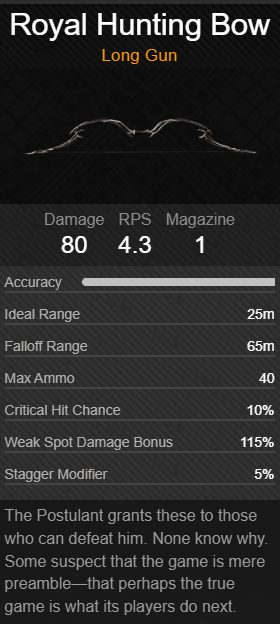 Royal Hunting Bow
Long Gun
Damage RPS Magazine
80 4.3 1
Accuracy
Ideal Range 25m
Falloff Range 65m
Max Ammo 40
Critical Hit Chance 10%
Weak Spot Damage Bonus 115%
Stagger Modifier 5%
The Postulant grants these to those
who can defeat him. None know why.
Some suspect that the game is mere
preamble—that perhaps the true
game is what its players do next.